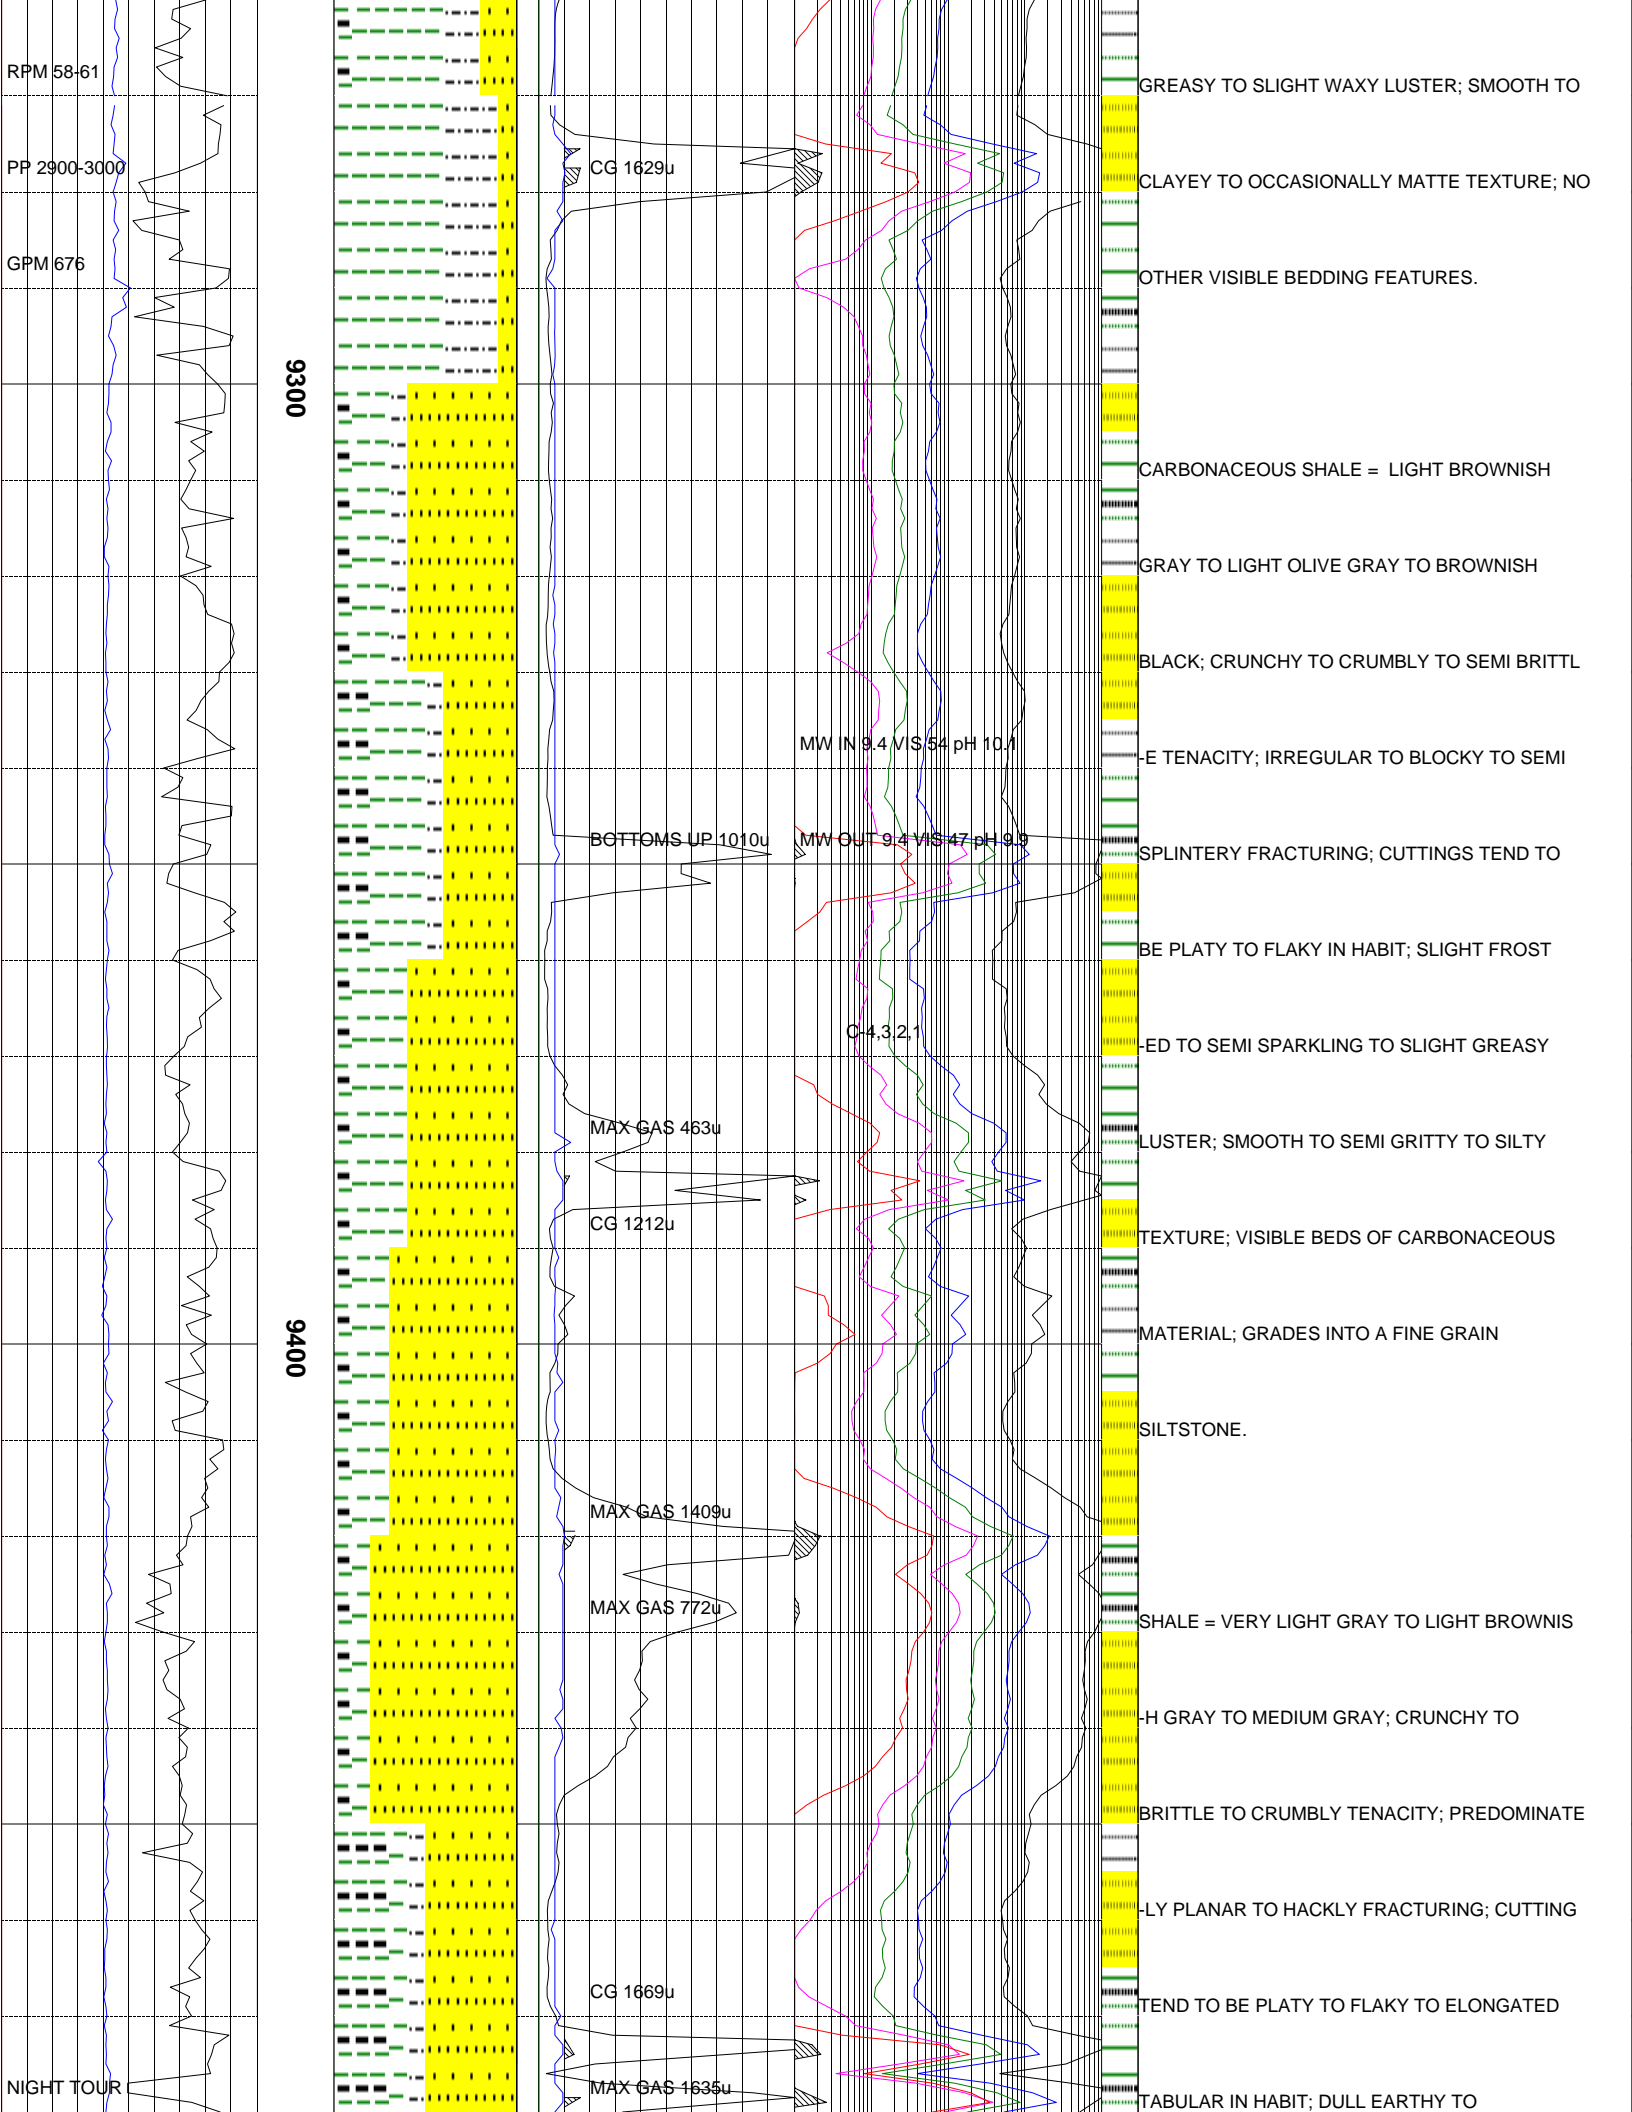 RPM 58-61
GREASY TO SLIGHT WAXY LUSTER; SMOOTH TO
PP 2900-3000
CG 1629u
CLAYEY TO OCCASIONALLY MATTE TEXTURE; NO
GPM 676
OTHER VISIBLE BEDDING FEATURES.
9300
CARBONACEOUS SHALE =  LIGHT BROWNISH
GRAY TO LIGHT OLIVE GRAY TO BROWNISH
BLACK; CRUNCHY TO CRUMBLY TO SEMI BRITTL
MW IN 9.4 VIS 54 pH 10.1
-E TENACITY; IRREGULAR TO BLOCKY TO SEMI
BOTTOMS UP 1010u
MW OUT 9.4 VIS 47 pH 9.9
SPLINTERY FRACTURING; CUTTINGS TEND TO
BE PLATY TO FLAKY IN HABIT; SLIGHT FROST
C-4,3,2,1
-ED TO SEMI SPARKLING TO SLIGHT GREASY
MAX GAS 463u
LUSTER; SMOOTH TO SEMI GRITTY TO SILTY
CG 1212u
TEXTURE; VISIBLE BEDS OF CARBONACEOUS
9400
MATERIAL; GRADES INTO A FINE GRAIN
SILTSTONE.
MAX GAS 1409u
MAX GAS 772u
SHALE = VERY LIGHT GRAY TO LIGHT BROWNIS
-H GRAY TO MEDIUM GRAY; CRUNCHY TO
BRITTLE TO CRUMBLY TENACITY; PREDOMINATE
-LY PLANAR TO HACKLY FRACTURING; CUTTING
CG 1669u
TEND TO BE PLATY TO FLAKY TO ELONGATED
NIGHT TOUR
MAX GAS 1635u
TABULAR IN HABIT; DULL EARTHY TO